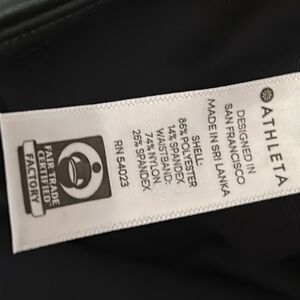 ATHLETA
DESIGNED IN
SAN FRANCISCO
MADE IN SRI LANKA
SHELL:
86% POLYESTER
14% SPANDEX
WAISTBAND:
74% NYLON
26% SPANDEX
RN 54023
FAIR TRADE
CERTIFIED
FACTORY